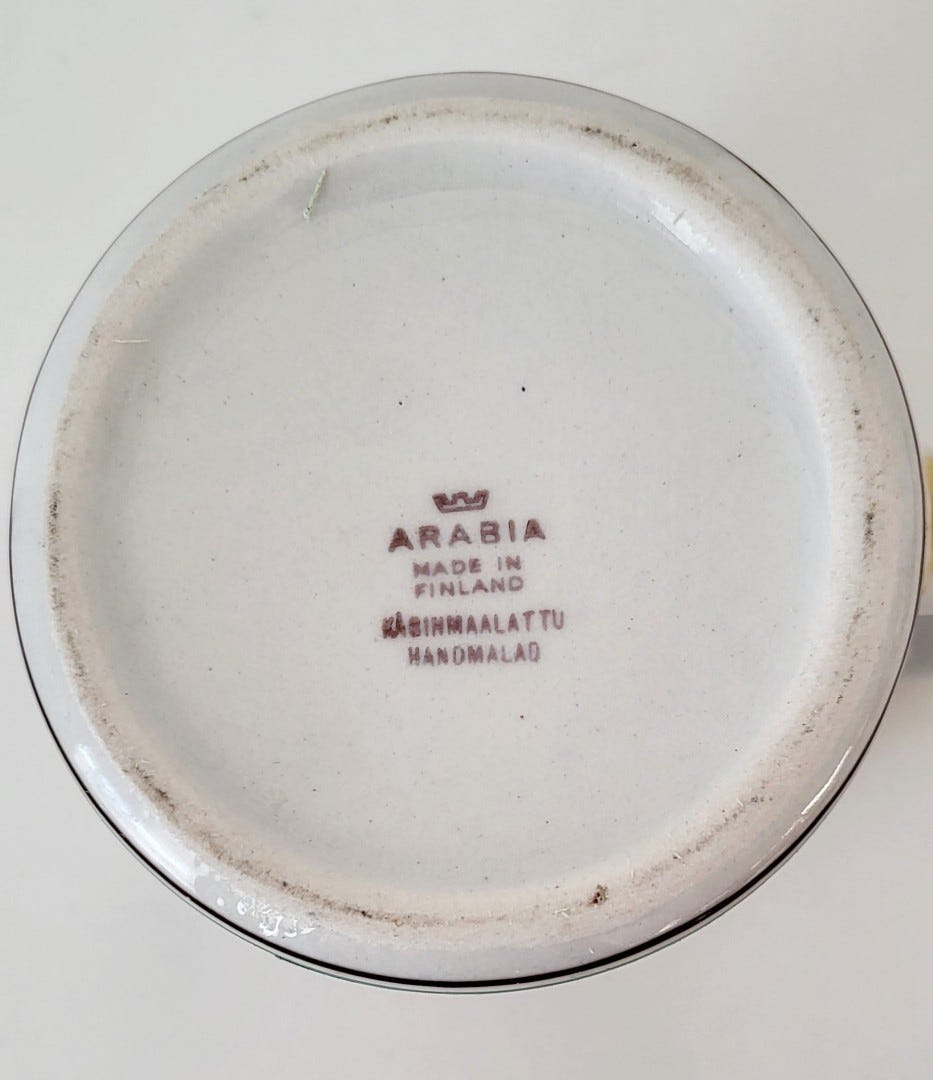 ARABIA
MADE IN
FINLAND
KÄSINMAALATTU
HANDMALAD